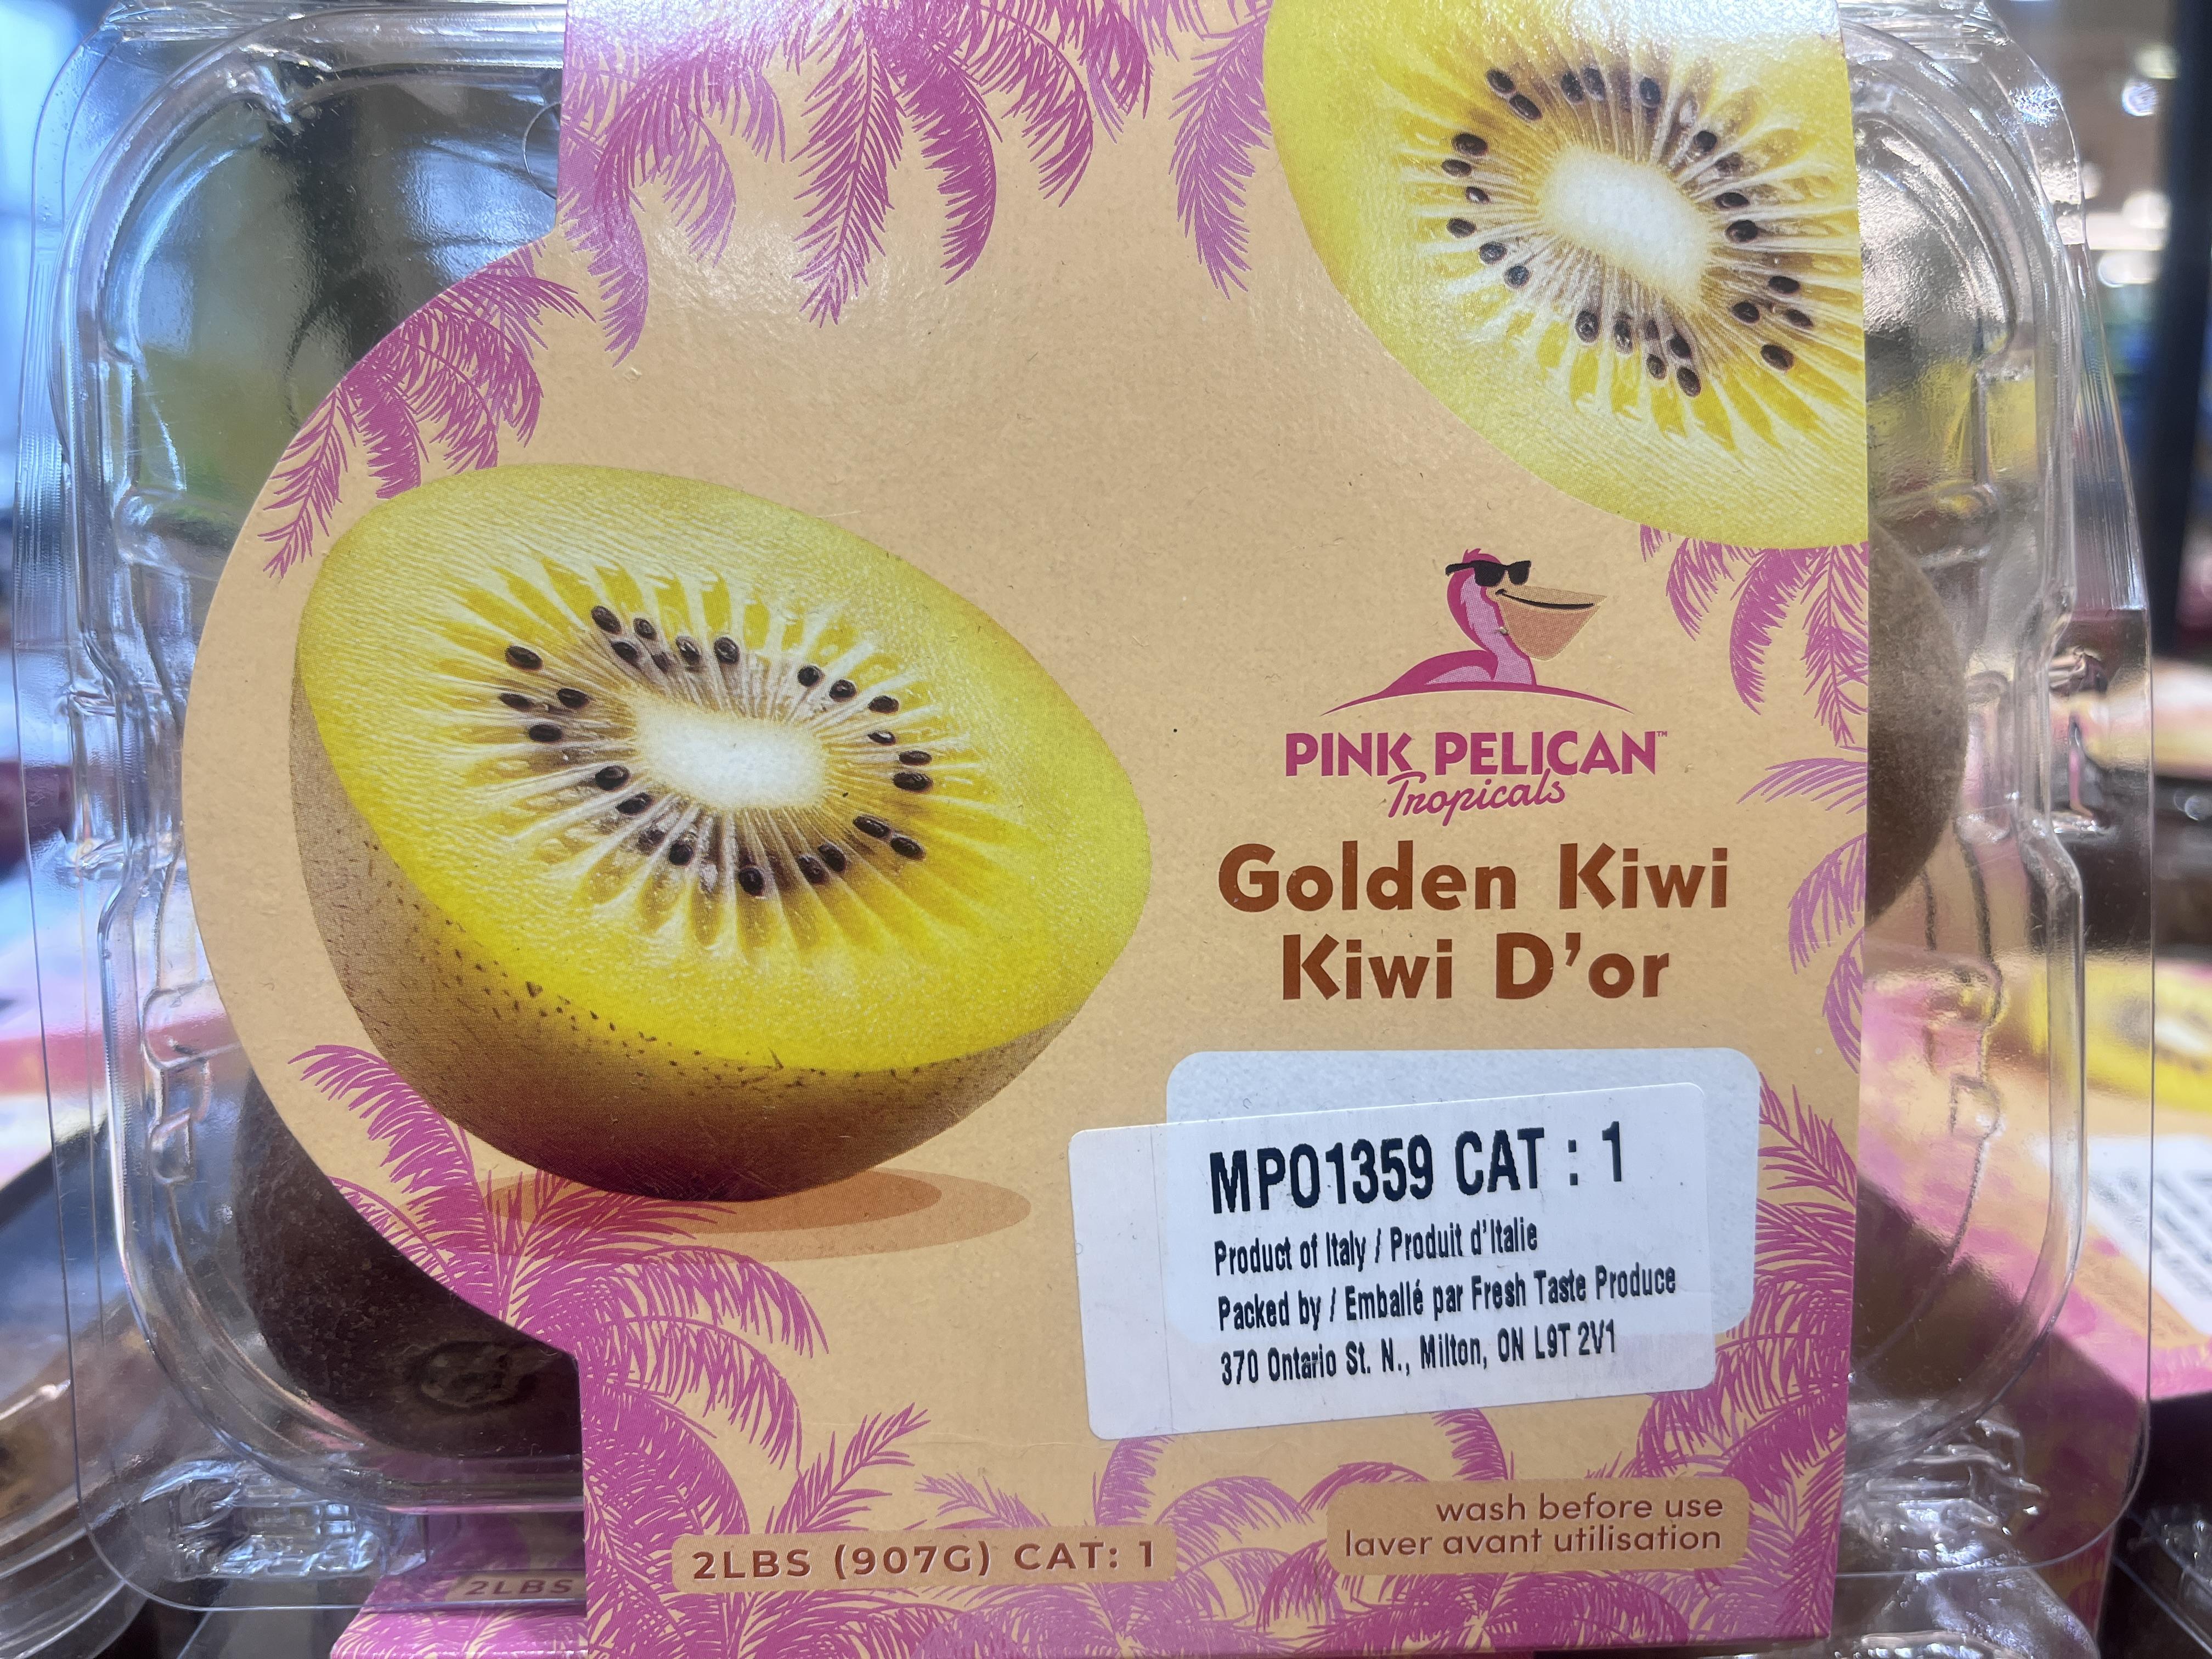 PINK PELICAN™
Tropicals
Golden Kiwi
Kiwi D'or
MP01359 CAT : 1
Product of Italy / Produit d'Italie
Packed by / Emballé par Fresh Taste Produce
370 Ontario St. N., Milton, ON L9T 2V1
wash before use
laver avant utilisation
2LBS (907G) CAT: 1
2LBS